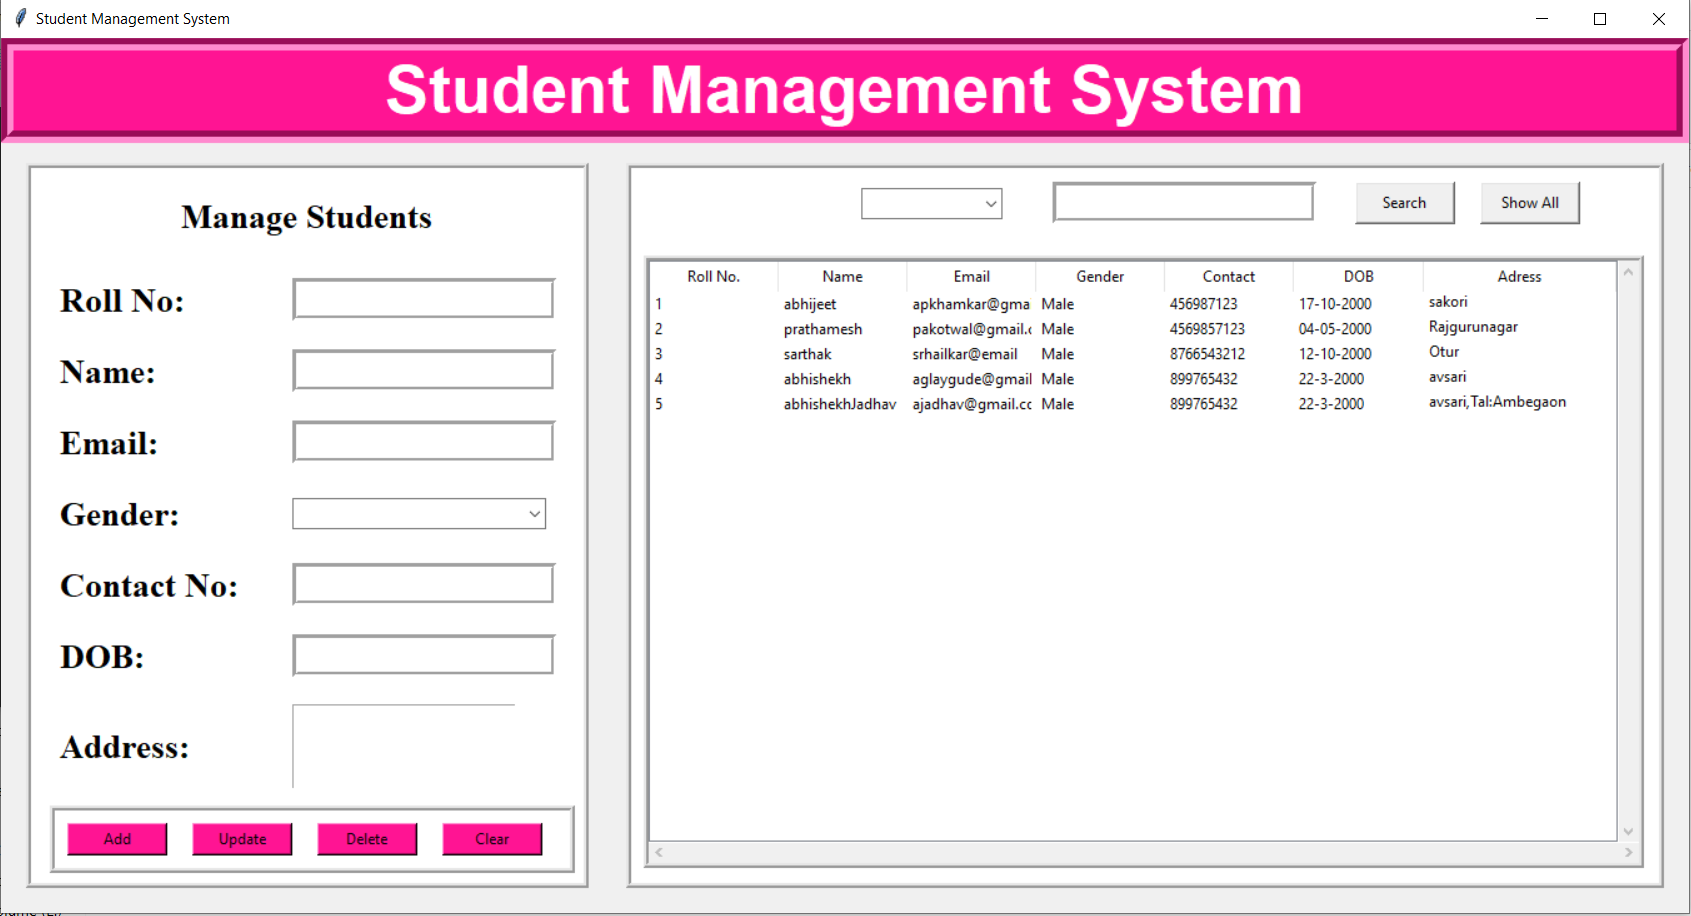 Student Management System
Student Management System
Manage Students
Roll No:
Name:
Email:
Gender:
Contact No:
DOB:
Address:
Add Update Delete Clear
Search Show All
Roll No. Name Email Gender Contact DOB Adress
1 abhijeet apkhamkar@gma Male 456987123 17-10-2000 sakori
2 prathamesh pakotwal@gmail.c Male 4569857123 04-05-2000 Rajgurunagar
3 sarthak srhailkar@email Male 8766543212 12-10-2000 Otur
4 abhishekh aglaygude@gmail Male 899765432 22-3-2000 avsari
5 abhishekhJadhav ajadhav@gmail.cc Male 899765432 22-3-2000 avsari,Tal:Ambegaon